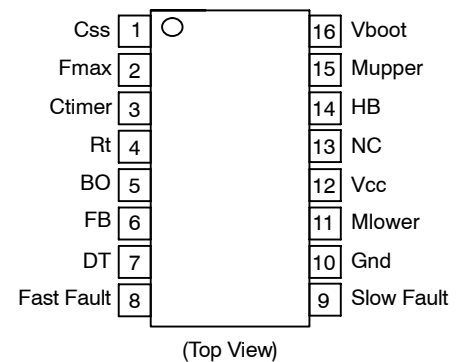 Css 1 16 Vboot
Fmax 2 15 Mupper
Ctimer 3 14 HB
Rt 4 13 NC
BO 5 12 Vcc
FB 6 11 Mlower
DT 7 10 Gnd
Fast Fault 8 9 Slow Fault
(Top View)